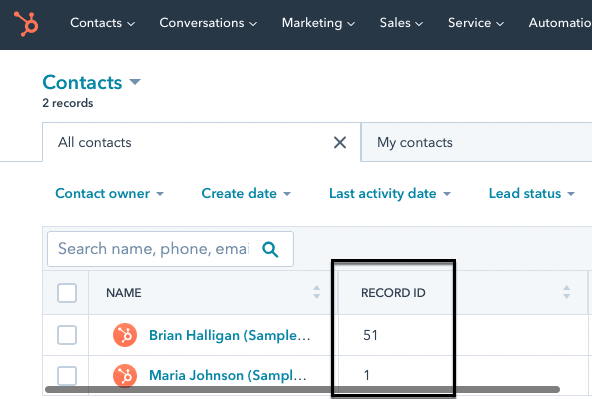 Contacts Conversations Marketing Sales Service Automatio
Contacts
2 records
All contacts My contacts
Contact owner Create date Last activity date Lead status
Search name, phone, emai
NAME RECORD ID
Brian Halligan (Sample... 51
Maria Johnson (Sampl... 1